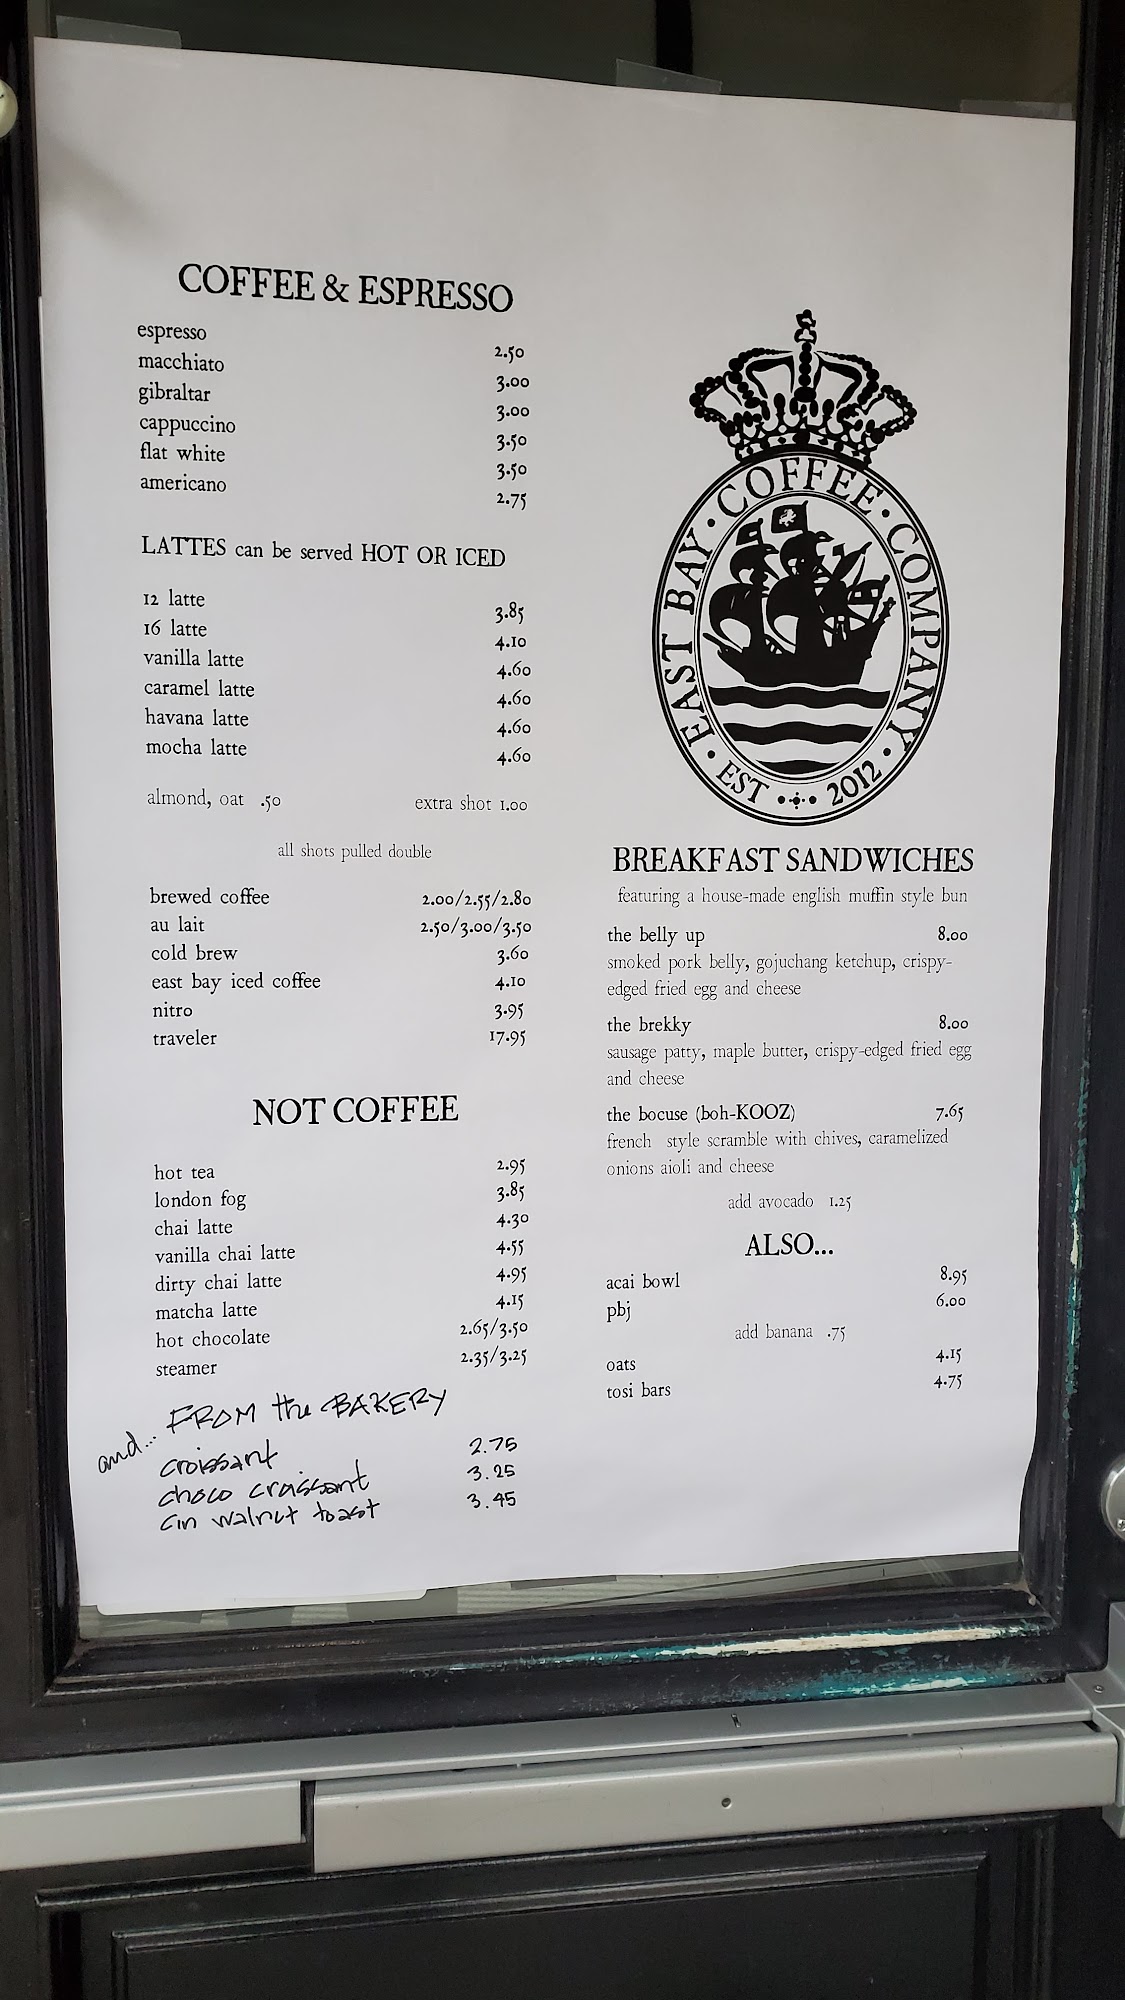 COFFEE & ESPRESSO
espresso 2.50
macchiato 3.00
gibraltar 3.00
cappuccino 3.50
flat white 3.50
americano 2.75
LATTES can be served HOT OR ICED
12 latte 3.85
16 latte 4.10
vanilla latte 4.60
caramel latte 4.60
havana latte 4.60
mocha latte 4.60
almond, oat .50 extra shot 1.00
all shots pulled double
brewed coffee 2.00/2.55/2.80
au lait 2.50/3.00/3.50
cold brew 3.60
east bay iced coffee 4.10
nitro 3.95
traveler 17.95
NOT COFFEE
hot tea 2.95
london fog 3.85
chai latte 4.30
vanilla chai latte 4.55
dirty chai latte 4.95
matcha latte 4.15
hot chocolate 2.65/3.50
steamer 2.35/3.25
and... FROM the BAKERY
croissant 2.75
choco croissant 3.25
cin walnut toast 3.45
EAST BAY · COFFEE · COMPANY
EST 2012
BREAKFAST SANDWICHES
featuring a house-made english muffin style bun
the belly up 8.00
smoked pork belly, gojuchang ketchup, crispy-
edged fried egg and cheese
the brekky 8.00
sausage patty, maple butter, crispy-edged fried egg
and cheese
the bocuse (boh-KOOZ) 7.65
french style scramble with chives, caramelized
onions aioli and cheese
add avocado 1.25
ALSO...
acai bowl 8.95
pbj 6.00
add banana .75
oats 4.15
tosi bars 4.75